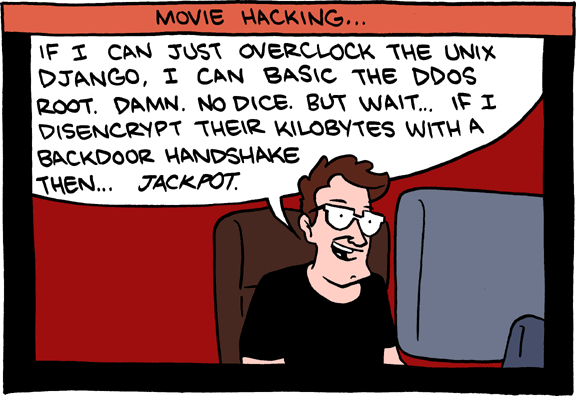 MOVIE HACKING...
IF I CAN JUST OVERCLOCK THE UNIX
DJANGO, I CAN BASIC THE DDOS
ROOT. DAMN. NO DICE. BUT WAIT... IF I
DISENCRYPT THEIR KILOBYTES WITH A
BACKDOOR HANDSHAKE
THEN... JACKPOT.